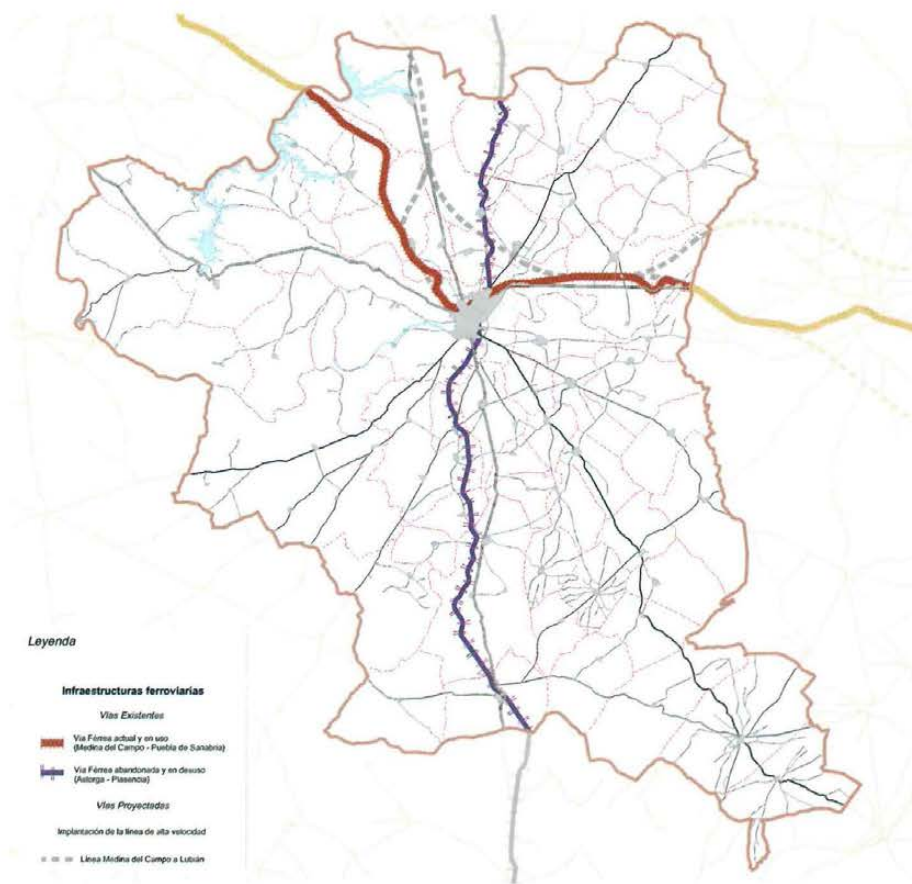 Leyenda
Infraestructuras ferroviarias
Vías Existentes
Vía Férrea actual y en uso
(Medina del Campo - Puebla de Sanabria)
Vía Férrea abandonada y en desuso
(Astorga - Plasencia)
Vías Proyectadas
Implantación de la línea de alta velocidad
Línea Medina del Campo a Lubián